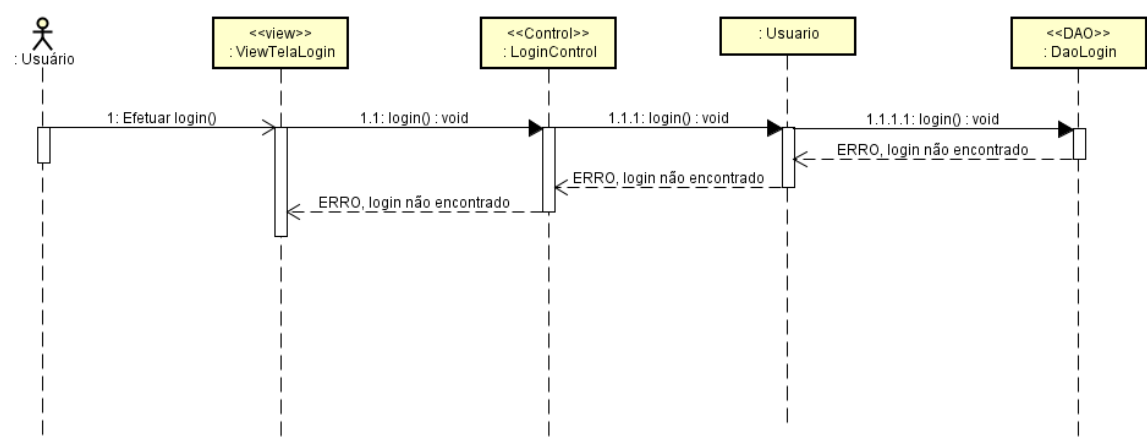 : Usuário
<<view>>
: ViewTelaLogin
<<Control>>
: LoginControl
: Usuario
<<DAO>>
: DaoLogin
1: Efetuar login()
1.1: login() : void
1.1.1: login() : void
1.1.1.1: login() : void
ERRO, login não encontrado
ERRO, login não encontrado
ERRO, login não encontrado